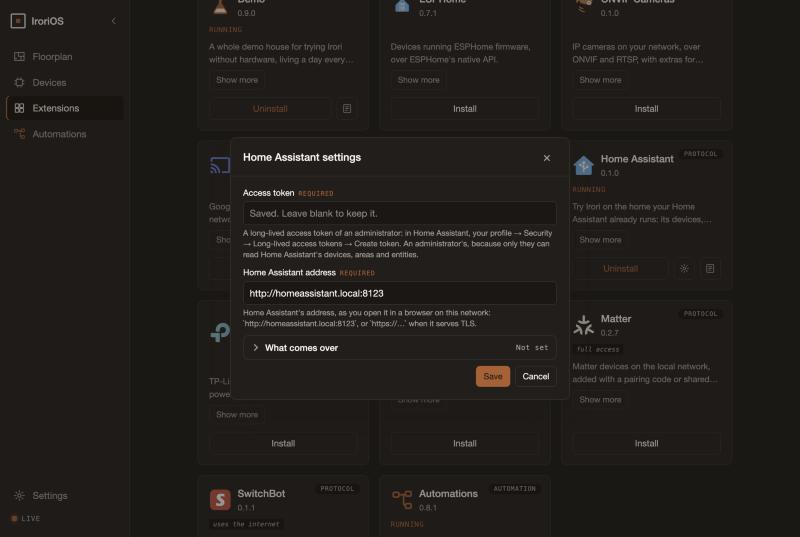 IroriOS
Floorplan
Devices
Extensions
Automations
Settings
LIVE
Demo
0.9.0
RUNNING
A whole demo house for trying Irori
without hardware, living a day every…
Show more
Uninstall
ESPHome
0.7.1
Devices running ESPHome firmware,
over ESPHome's native API.
Show more
Install
ONVIF Cameras
0.1.0
IP cameras on your network, over
ONVIF and RTSP, with extras for…
Show more
Install
Home Assistant settings
Access token REQUIRED
Saved. Leave blank to keep it.
A long-lived access token of an administrator: in Home Assistant, your profile → Security
→ Long-lived access tokens → Create token. An administrator's, because only they can
read Home Assistant's devices, areas and entities.
Home Assistant address REQUIRED
http://homeassistant.local:8123
Home Assistant's address, as you open it in a browser on this network:
`http://homeassistant.local:8123`, or `https://…` when it serves TLS.
What comes over Not set
Save
Cancel
Goog
netwo
Sho
Home Assistant
PROTOCOL
0.1.0
RUNNING
Try Irori on the home your Home
Assistant already runs: its devices,…
Show more
Uninstall
TP-Li
powe
Show more
Install
Show more
Install
Matter
PROTOCOL
0.2.7
full access
Matter devices on the local network,
added with a pairing code or shared…
Show more
Install
SwitchBot
PROTOCOL
0.1.1
uses the internet
Automations
AUTOMATION
0.8.1
RUNNING